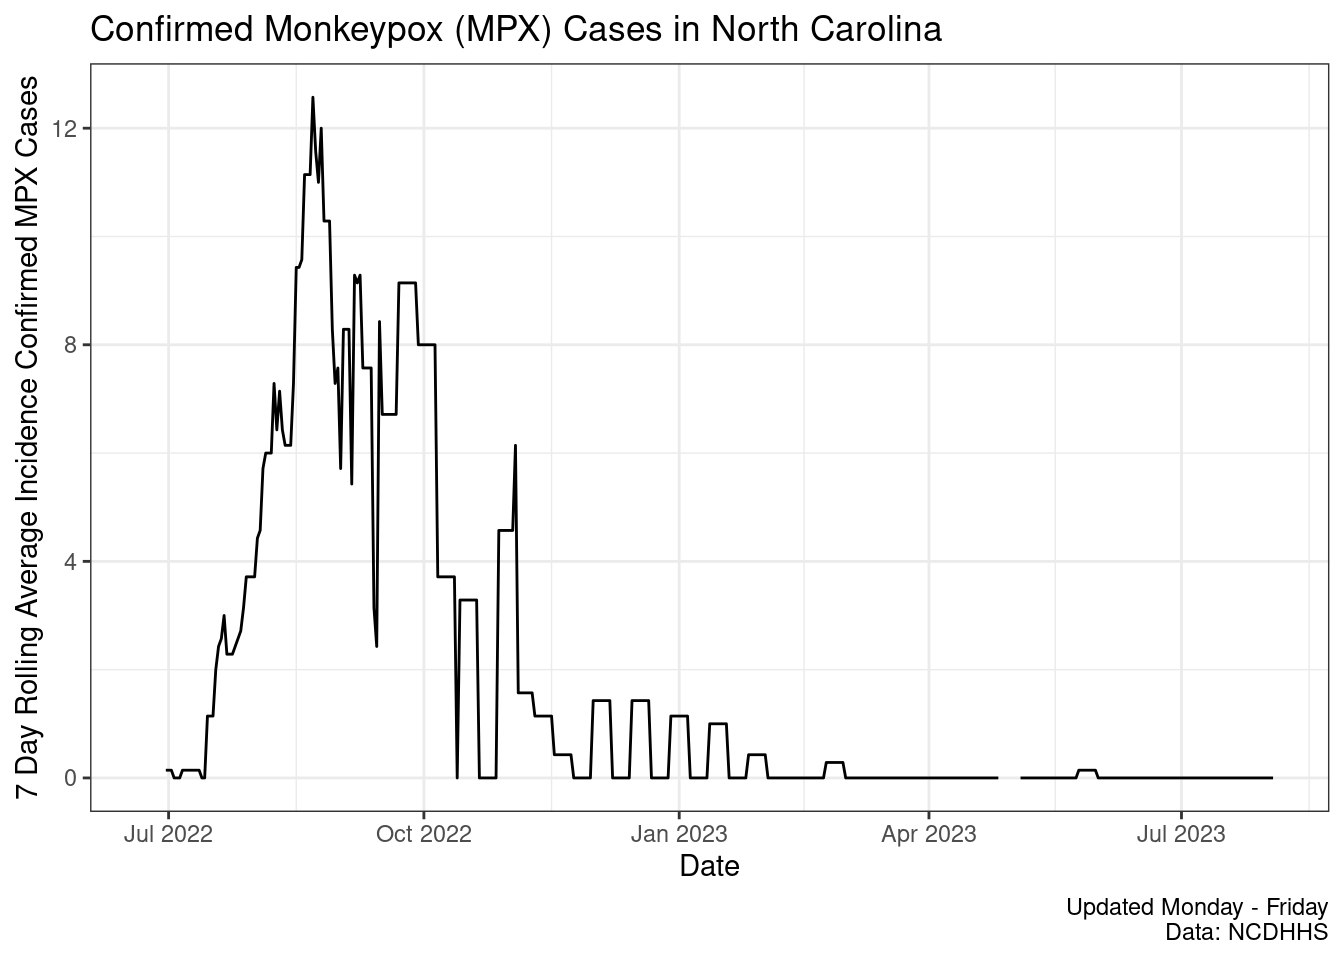 Confirmed Monkeypox (MPX) Cases in North Carolina
7 Day Rolling Average Incidence Confirmed MPX Cases
12
8
4
0
Jul 2022
Oct 2022
Jan 2023
Apr 2023
Jul 2023
Date
Updated Monday - Friday
Data: NCDHHS